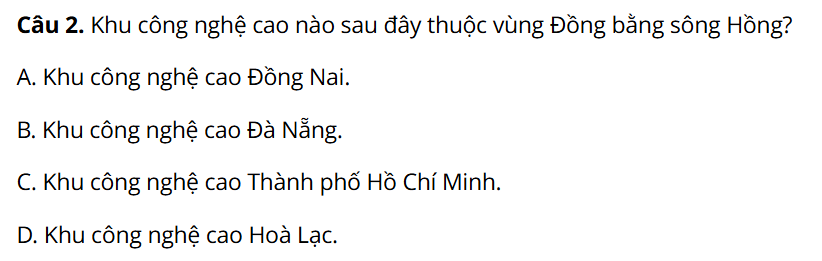 Câu 2. Khu công nghệ cao nào sau đây thuộc vùng Đồng bằng sông Hồng?
A. Khu công nghệ cao Đồng Nai.
B. Khu công nghệ cao Đà Nẵng.
C. Khu công nghệ cao Thành phố Hồ Chí Minh.
D. Khu công nghệ cao Hoà Lạc.